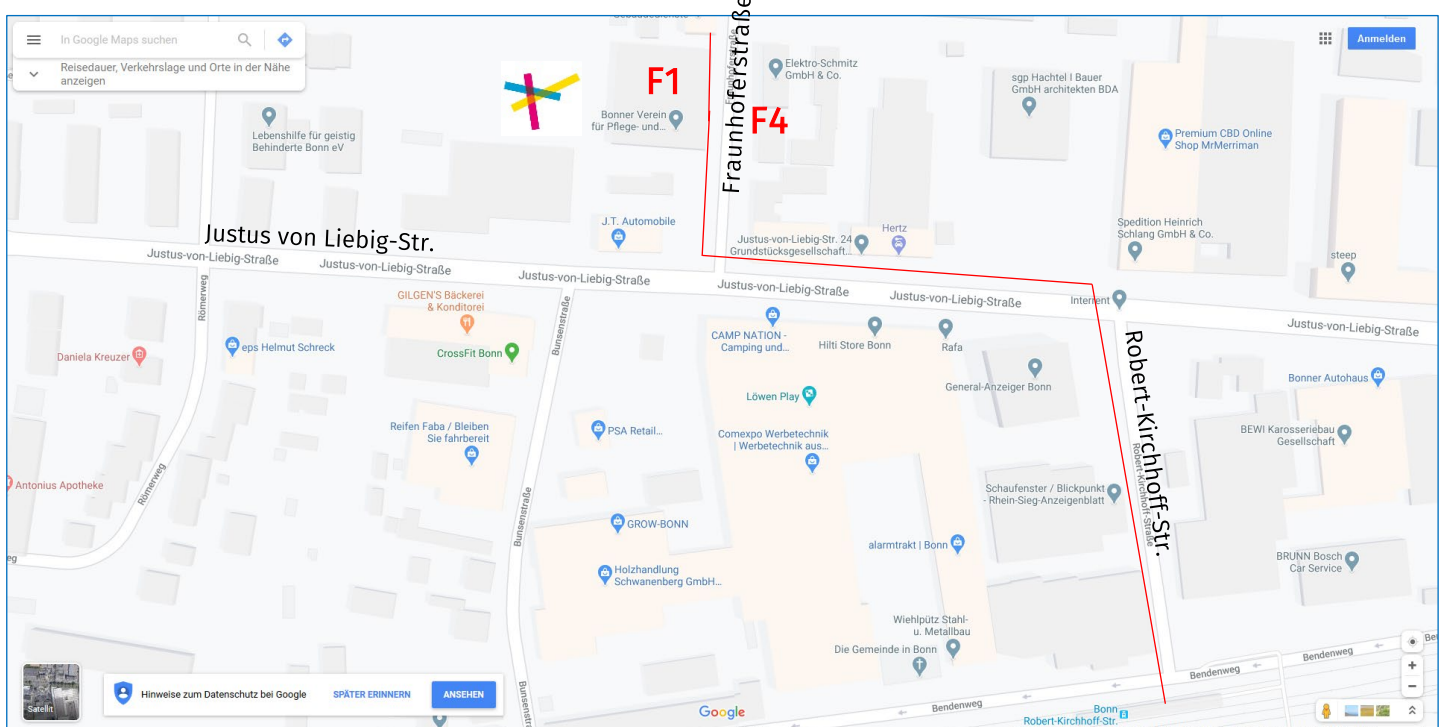 In Google Maps suchen
Reisedauer, Verkehrslage und Orte in der Nähe
anzeigen
Anmelden
Fraunhoferstraße
Fraunhoferstraße
F1
F4
Elektro-Schmitz
GmbH & Co.
sgp Hachtel I Bauer
GmbH architekten BDA
Bonner Verein
für Pflege- und...
Lebenshilfe für geistig
Behinderte Bonn eV
Premium CBD Online
Shop MrMerriman
J.T. Automobile
Justus-von-Liebig-Str. 24
Grundstücksgesellschaft...
Hertz
Spedition Heinrich
Schlang GmbH & Co.
steep
Justus von Liebig-Str.
Justus-von-Liebig-Straße
Justus-von-Liebig-Straße
Justus-von-Liebig-Straße
Justus-von-Liebig-Straße
Justus-von-Liebig-Straße
Justus-von-Liebig-Straße
Interrent
Römerweg
GILGEN'S Bäckerei
& Konditorei
Bunsenstraße
CAMP NATION -
Camping und...
Hilti Store Bonn
Rafa
Daniela Kreuzer
eps Helmut Schreck
CrossFit Bonn
General-Anzeiger Bonn
Robert-Kirchhoff-Str.
Robert-Kirchhoff-Straße
Bonner Autohaus
Löwen Play
Reifen Faba / Bleiben
Sie fahrbereit
PSA Retail...
Comexpo Werbetechnik
| Werbetechnik aus...
BEWI Karosseriebau
Gesellschaft
Antonius Apotheke
Römerweg
Schaufenster / Blickpunkt
- Rhein-Sieg-Anzeigenblatt
GROW-BONN
Bunsenstraße
alarmtrakt | Bonn
BRUNN Bosch
Car Service
Holzhandlung
Schwanenberg GmbH...
Wiehlpütz Stahl-
u. Metallbau
Die Gemeinde in Bonn
Bendenweg
Bendenweg
Bendenweg
Bunsenstraße
Satellit
Hinweise zum Datenschutz bei Google
SPÄTER ERINNERN
ANSEHEN
Google
Bonn
Robert-Kirchhoff-Str.